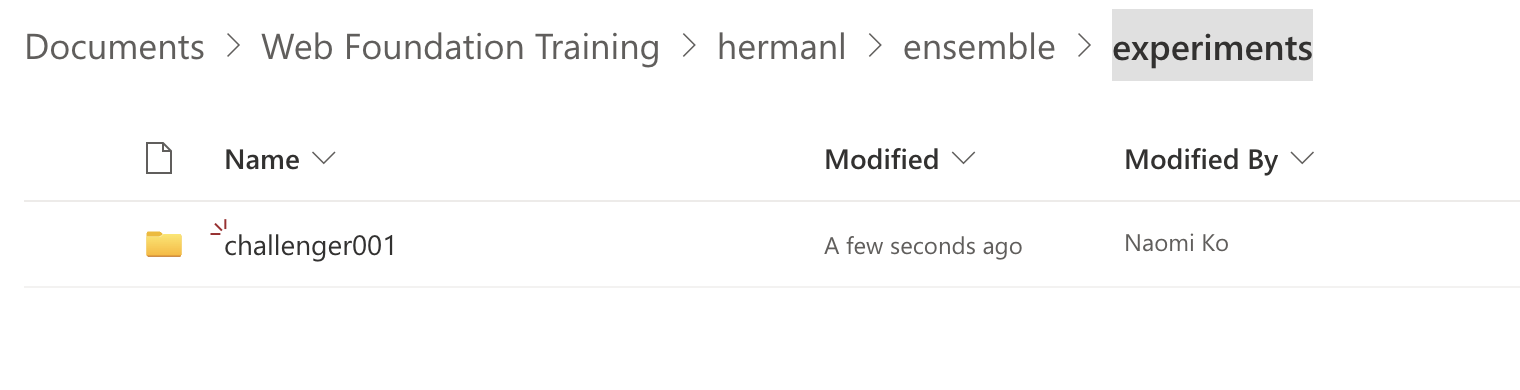 Documents > Web Foundation Training > hermanl > ensemble > experiments
Name Modified Modified By
challenger001 A few seconds ago Naomi Ko